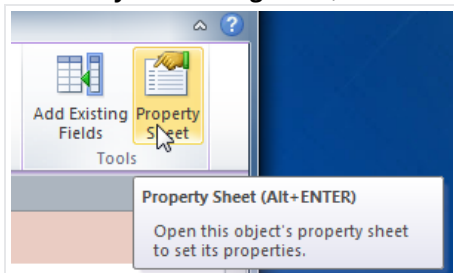 Add Existing Property
Fields Sheet
Tools
Property Sheet (Alt+ENTER)
Open this object's property sheet
to set its properties.